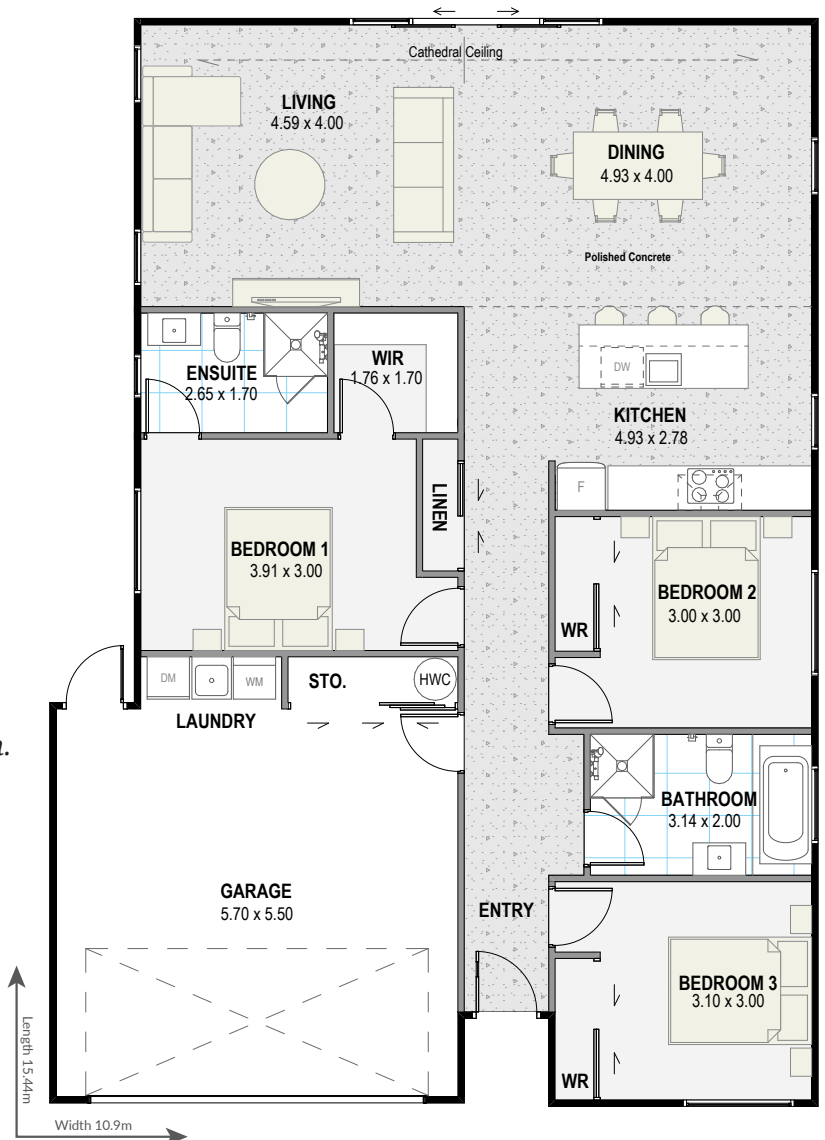 Cathedral Ceiling
LIVING
4.59 x 4.00
DINING
4.93 x 4.00
Polished Concrete
ENSUITE
2.65 x 1.70
WIR
1.76 x 1.70
DW
KITCHEN
4.93 x 2.78
F
LINEN
BEDROOM 1
3.91 x 3.00
BEDROOM 2
3.00 x 3.00
WR
DM
WM
STO.
HWC
LAUNDRY
n.
BATHROOM
3.14 x 2.00
GARAGE
5.70 x 5.50
ENTRY
BEDROOM 3
3.10 x 3.00
WR
Length 15.44m
Width 10.9m